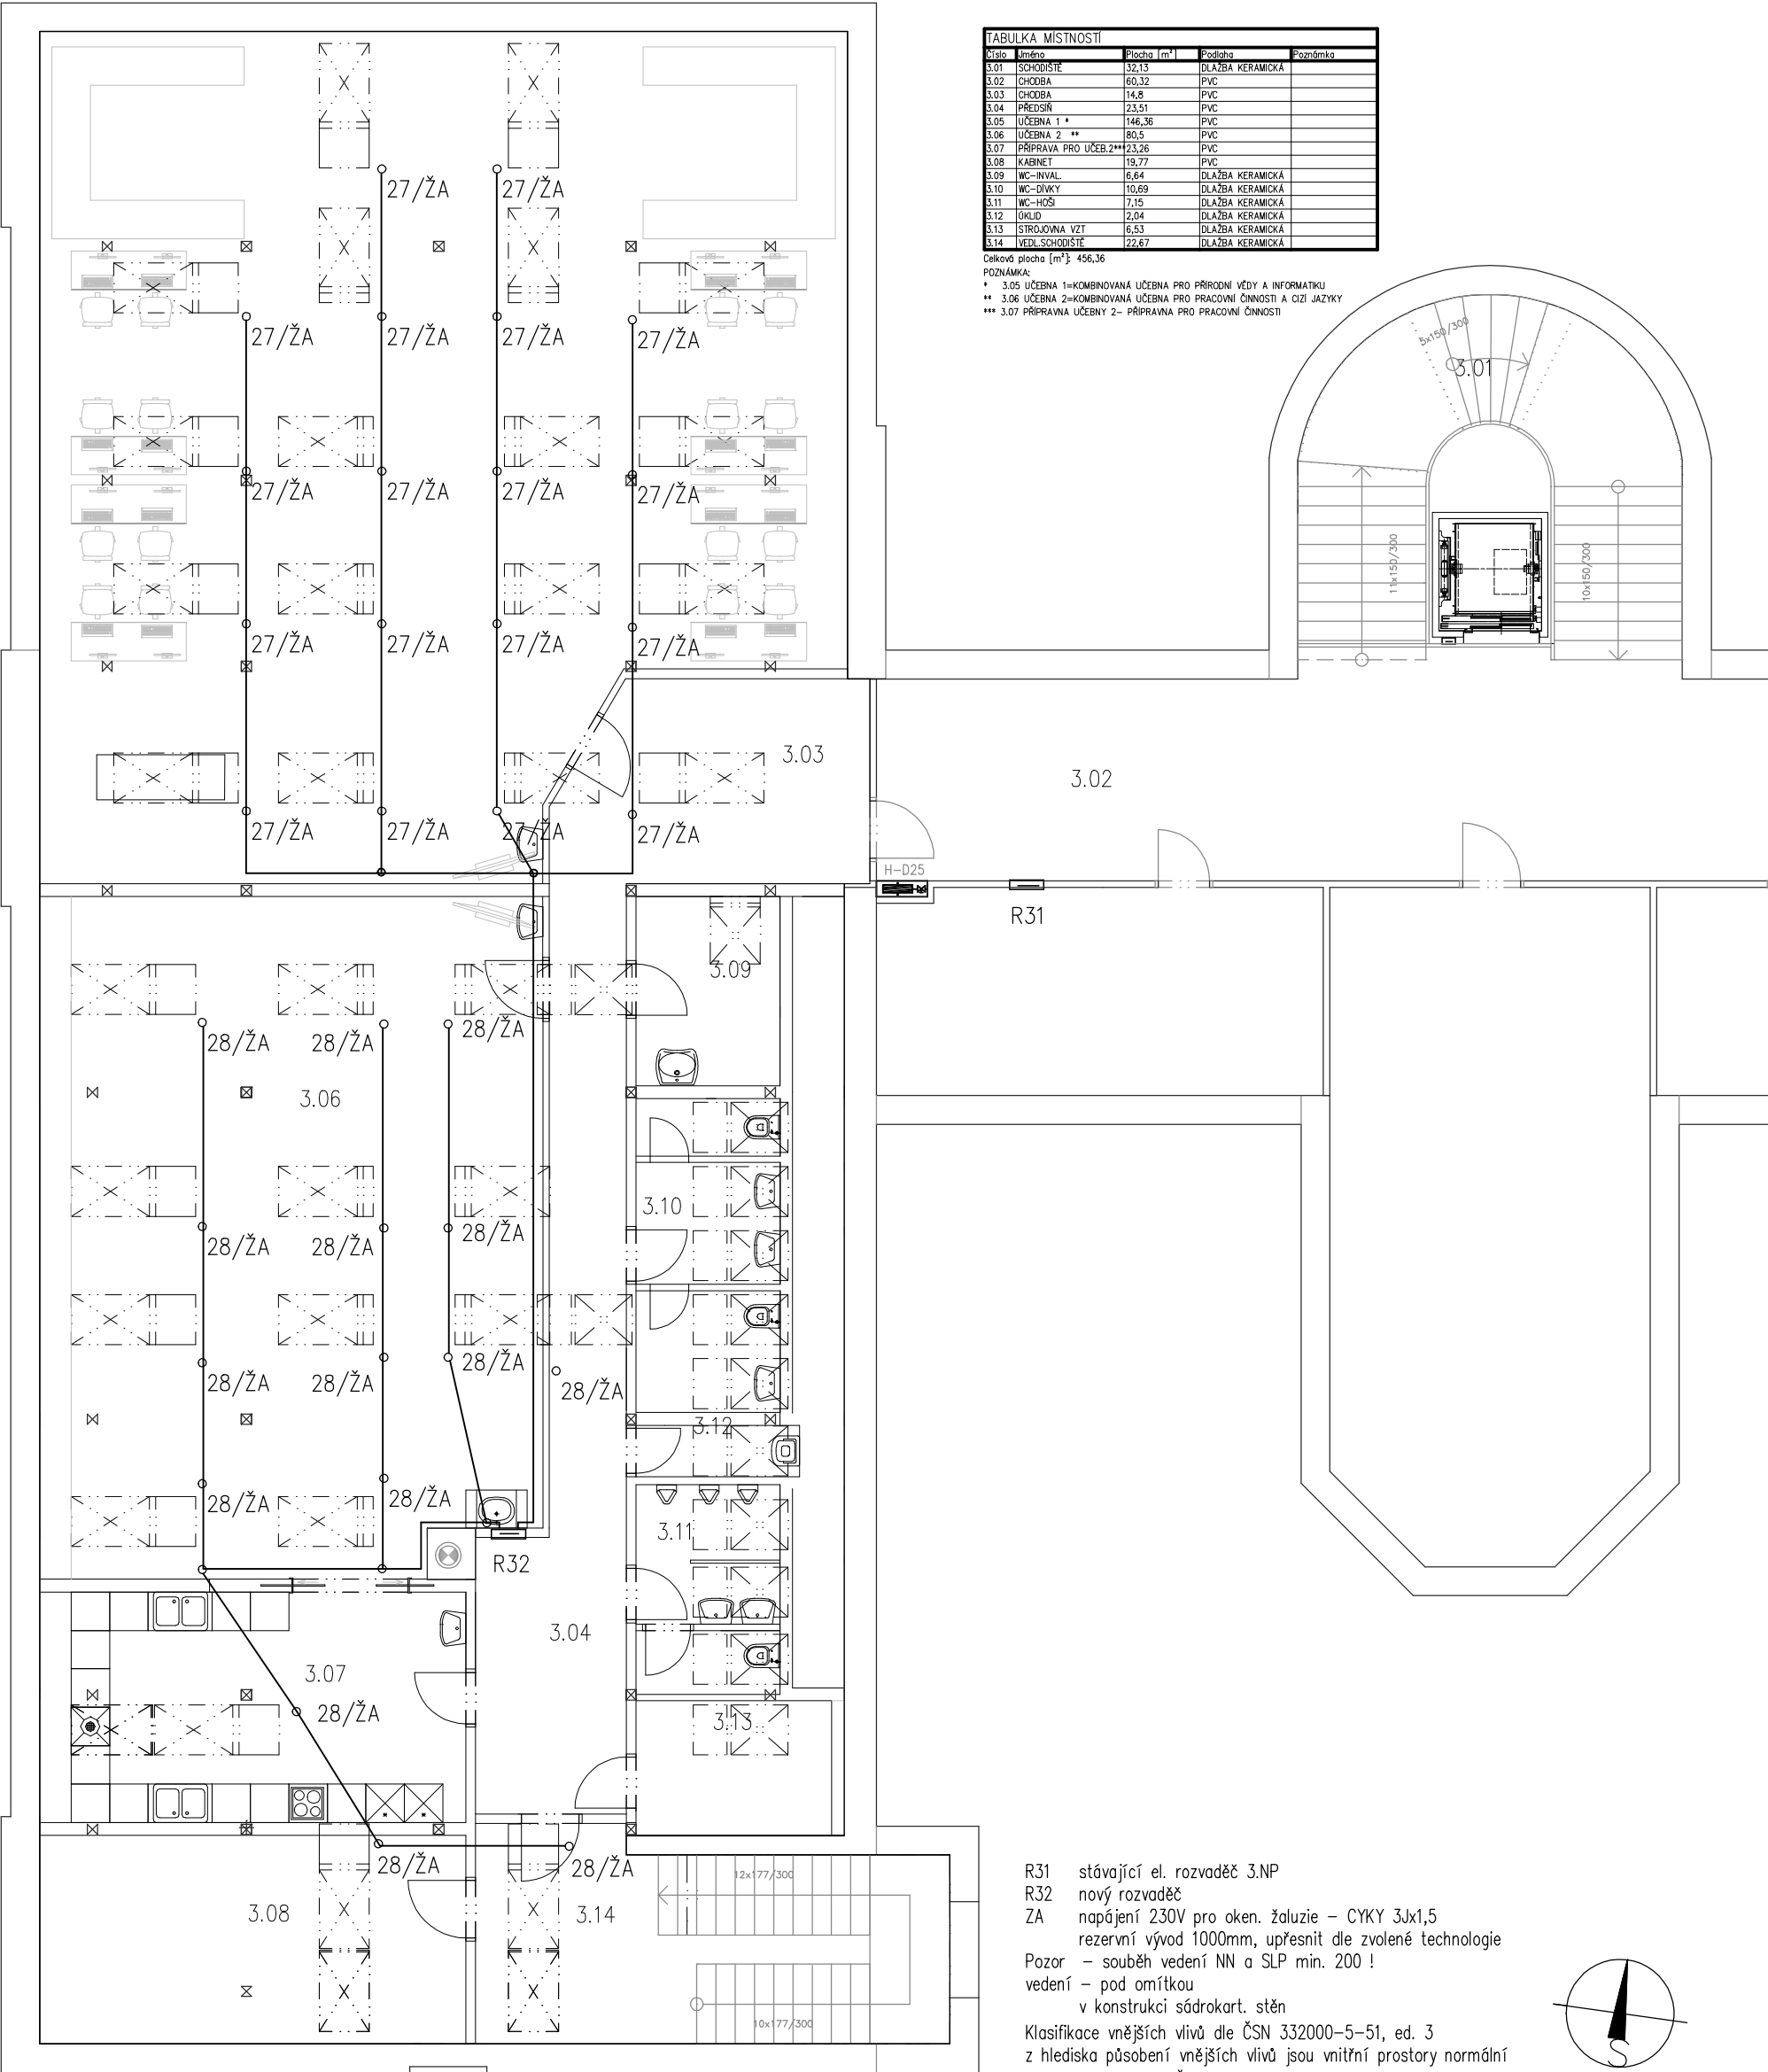 TABULKA MÍSTNOSTÍ
Číslo Jméno Plocha [m²] Podlaha Poznámka
3.01 SCHODIŠTĚ 32,13 DLAŽBA KERAMICKÁ
3.02 CHODBA 60,32 PVC
3.03 CHODBA 14,8 PVC
3.04 PŘEDSÍŇ 23,51 PVC
3.05 UČEBNA 1 * 146,36 PVC
3.06 UČEBNA 2 ** 80,5 PVC
3.07 PŘÍPRAVA PRO UČEB.2*** 23,26 PVC
3.08 KABINET 19,77 PVC
3.09 WC-INVAL. 6,64 DLAŽBA KERAMICKÁ
3.10 WC-DÍVKY 10,69 DLAŽBA KERAMICKÁ
3.11 WC-HOŠI 7,15 DLAŽBA KERAMICKÁ
3.12 ÚKLID 2,04 DLAŽBA KERAMICKÁ
3.13 STROJOVNA VZT 6,53 DLAŽBA KERAMICKÁ
3.14 VEDL.SCHODIŠTĚ 22,67 DLAŽBA KERAMICKÁ
Celková plocha [m²]: 456,36
POZNÁMKA:
* 3.05 UČEBNA 1=KOMBINOVANÁ UČEBNA PRO PŘÍRODNÍ VĚDY A INFORMATIKU
** 3.06 UČEBNA 2=KOMBINOVANÁ UČEBNA PRO PRACOVNÍ ČINNOSTI A CIZÍ JAZYKY
*** 3.07 PŘÍPRAVNA UČEBNY 2- PŘÍPRAVNA PRO PRACOVNÍ ČINNOSTI
27/ŽA 27/ŽA
27/ŽA 27/ŽA 27/ŽA 27/ŽA
5x150/300
3.01
27/ŽA 27/ŽA 27/ŽA 27/ŽA
11x150/300
10x150/300
27/ŽA 27/ŽA 27/ŽA 27/ŽA
3.03
3.02
27/ŽA 27/ŽA 27/ŽA 27/ŽA
H-D25
R31
3.09
28/ŽA 28/ŽA 28/ŽA
3.06
3.10
28/ŽA 28/ŽA 28/ŽA
28/ŽA 28/ŽA 28/ŽA 28/ŽA
3.12
28/ŽA 28/ŽA
3.11
R32
3.04
3.07
28/ŽA
3.13
28/ŽA 28/ŽA
12x177/300
3.08
3.14
10x177/300
R31 stávající el. rozvaděč 3.NP
R32 nový rozvaděč
ZA napájení 230V pro oken. žaluzie - CYKY 3Jx1,5
rezervní vývod 1000mm, upřesnit dle zvolené technologie
Pozor - souběh vedení NN a SLP min. 200 !
vedení - pod omítkou
v konstrukci sádrokart. stěn
Klasifikace vnějších vlivů dle ČSN 332000-5-51, ed. 3
z hlediska působení vnějších vlivů jsou vnitřní prostory normální
S